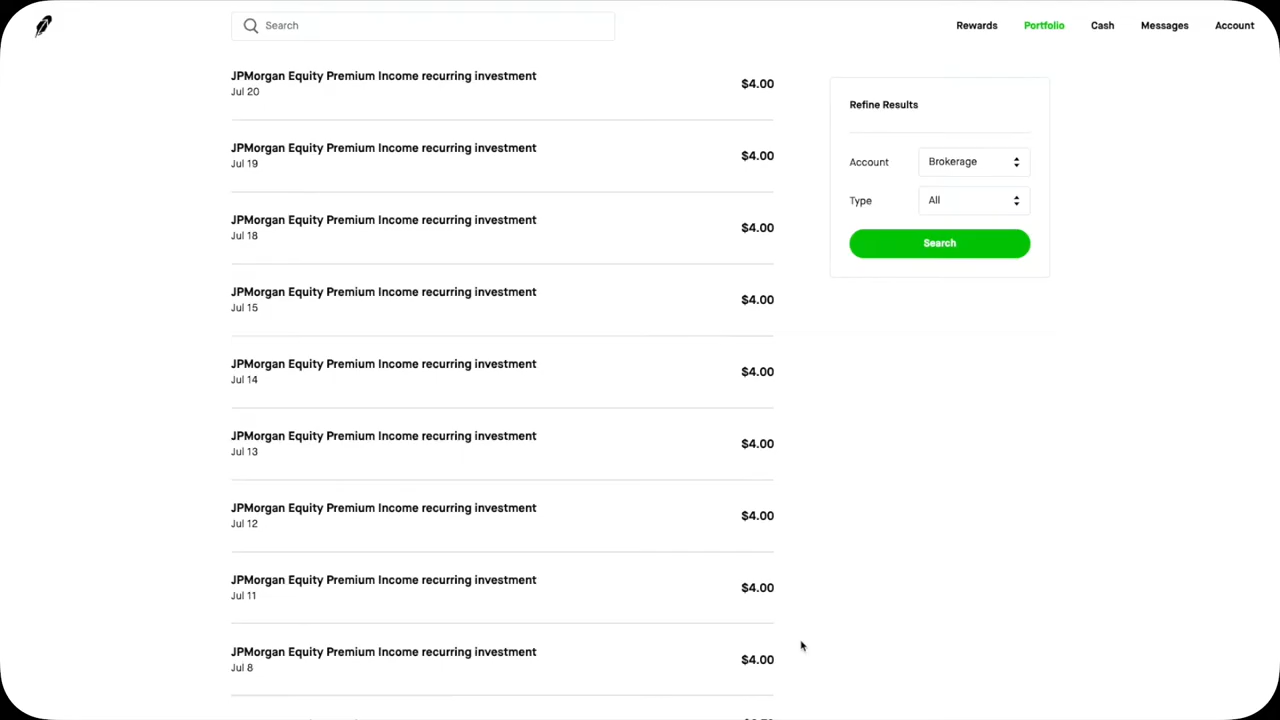 Search
Rewards
Portfolio
Cash
Messages
Account
JPMorgan Equity Premium Income recurring investment
Jul 20
$4.00
JPMorgan Equity Premium Income recurring investment
Jul 19
$4.00
JPMorgan Equity Premium Income recurring investment
Jul 18
$4.00
JPMorgan Equity Premium Income recurring investment
Jul 15
$4.00
JPMorgan Equity Premium Income recurring investment
Jul 14
$4.00
JPMorgan Equity Premium Income recurring investment
Jul 13
$4.00
JPMorgan Equity Premium Income recurring investment
Jul 12
$4.00
JPMorgan Equity Premium Income recurring investment
Jul 11
$4.00
JPMorgan Equity Premium Income recurring investment
Jul 8
$4.00
Refine Results
Account
Brokerage
Type
All
Search